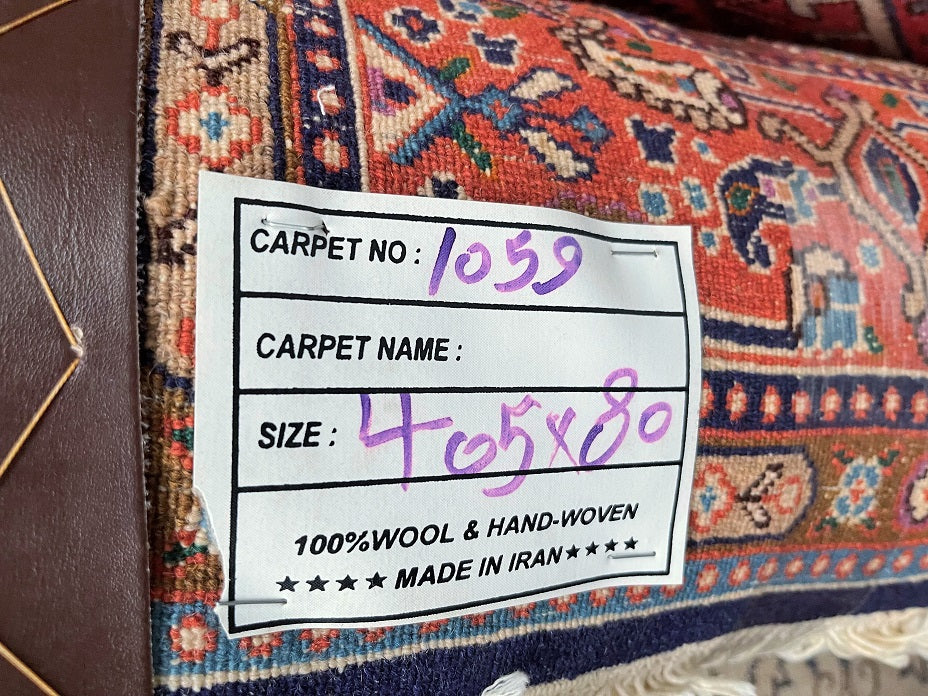 CARPET NO : 1059
CARPET NAME :
SIZE : 405x80
100%WOOL & HAND-WOVEN
★★★★ MADE IN IRAN★★★★